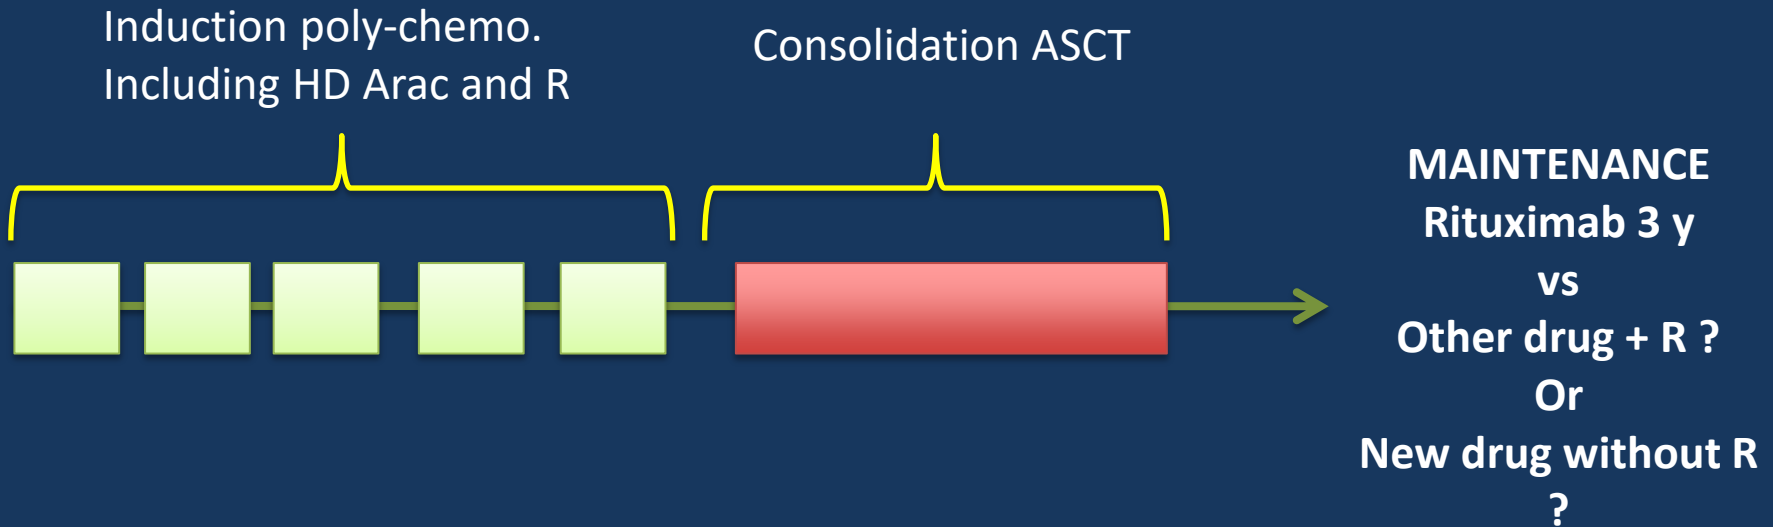 Induction poly-chemo.
Including HD Arac and R
Consolidation ASCT
MAINTENANCE
Rituximab 3 y
vs
Other drug + R ?
Or
New drug without R
?